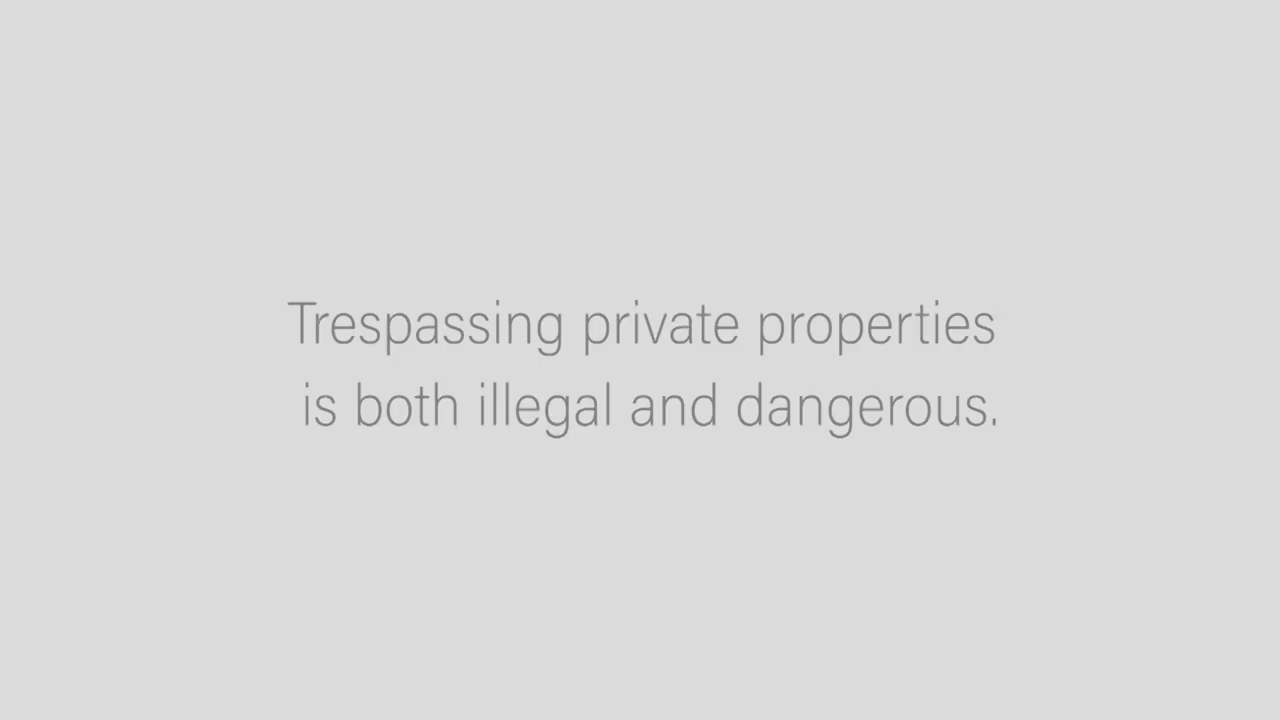 Trespassing private properties
is both illegal and dangerous.